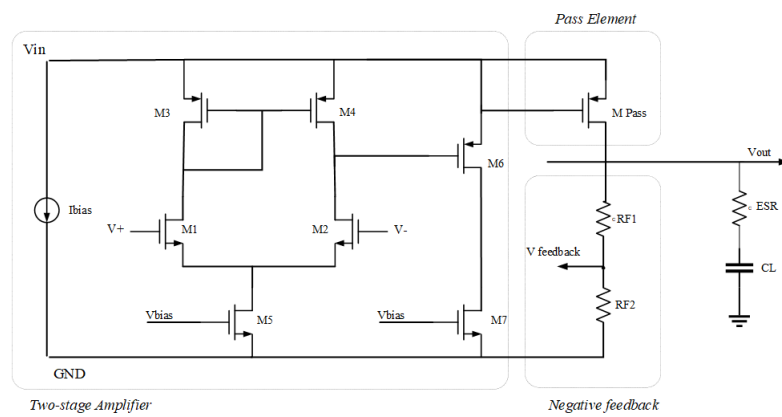 Pass Element
Vin
M3
M4
M Pass
M6
Vout
Ibias
V+
M1
M2
V-
RF1
ESR
V feedback
CL
Vbias
M5
Vbias
M7
RF2
GND
Two-stage Amplifier
Negative feedback